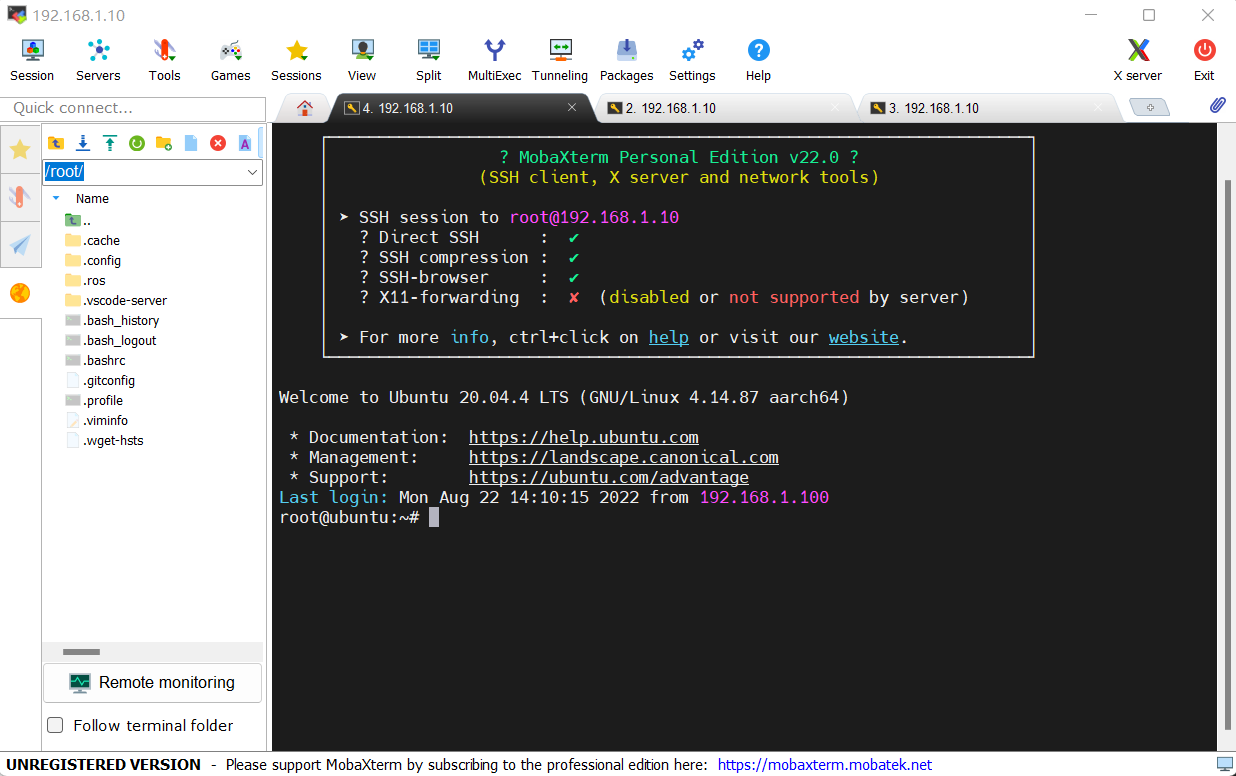 192.168.1.10
Session Servers Tools Games Sessions View Split MultiExec Tunneling Packages Settings Help X server Exit
Quick connect...
4. 192.168.1.10
2. 192.168.1.10
3. 192.168.1.10
/root/
Name
..
.cache
.config
.ros
.vscode-server
.bash_history
.bash_logout
.bashrc
.gitconfig
.profile
.viminfo
.wget-hsts
Remote monitoring
Follow terminal folder
? MobaXterm Personal Edition v22.0 ?
(SSH client, X server and network tools)
➤ SSH session to root@192.168.1.10
? Direct SSH : ✔
? SSH compression : ✔
? SSH-browser : ✔
? X11-forwarding : ✘ (disabled or not supported by server)
➤ For more info, ctrl+click on help or visit our website.
Welcome to Ubuntu 20.04.4 LTS (GNU/Linux 4.14.87 aarch64)
* Documentation: https://help.ubuntu.com
* Management: https://landscape.canonical.com
* Support: https://ubuntu.com/advantage
Last login: Mon Aug 22 14:10:15 2022 from 192.168.1.100
root@ubuntu:~#
UNREGISTERED VERSION - Please support MobaXterm by subscribing to the professional edition here: https://mobaxterm.mobatek.net